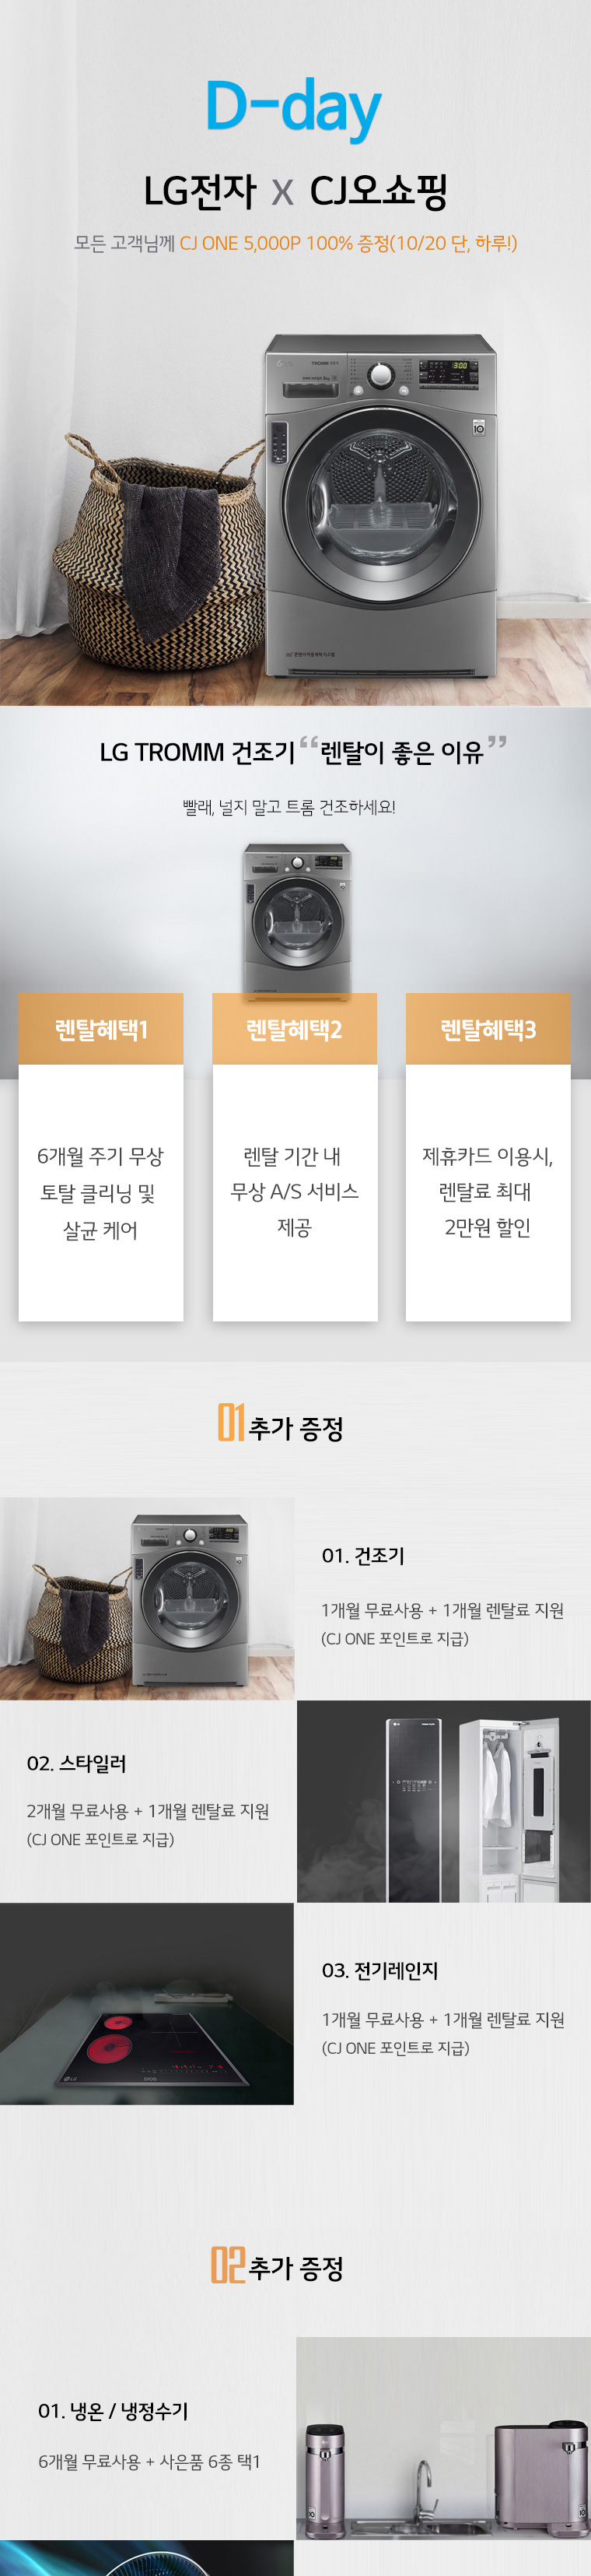 D-day
LG전자 X CJ오쇼핑
모든 고객님께 CJ ONE 5,000P 100% 증정(10/20 단, 하루!)
3:00
LG TROMM 건조기 “렌탈이 좋은 이유”
빨래, 널지 말고 트롬 건조하세요!
렌탈혜택1
6개월 주기 무상
토탈 클리닝 및
살균 케어
렌탈혜택2
렌탈 기간 내
무상 A/S 서비스
제공
렌탈혜택3
제휴카드 이용시,
렌탈료 최대
2만원 할인
01 추가 증정
01. 건조기
1개월 무료사용 + 1개월 렌탈료 지원
(CJ ONE 포인트로 지급)
02. 스타일러
2개월 무료사용 + 1개월 렌탈료 지원
(CJ ONE 포인트로 지급)
03. 전기레인지
1개월 무료사용 + 1개월 렌탈료 지원
(CJ ONE 포인트로 지급)
LG
02 추가 증정
01. 냉온 / 냉정수기
6개월 무료사용 + 사은품 6종 택1